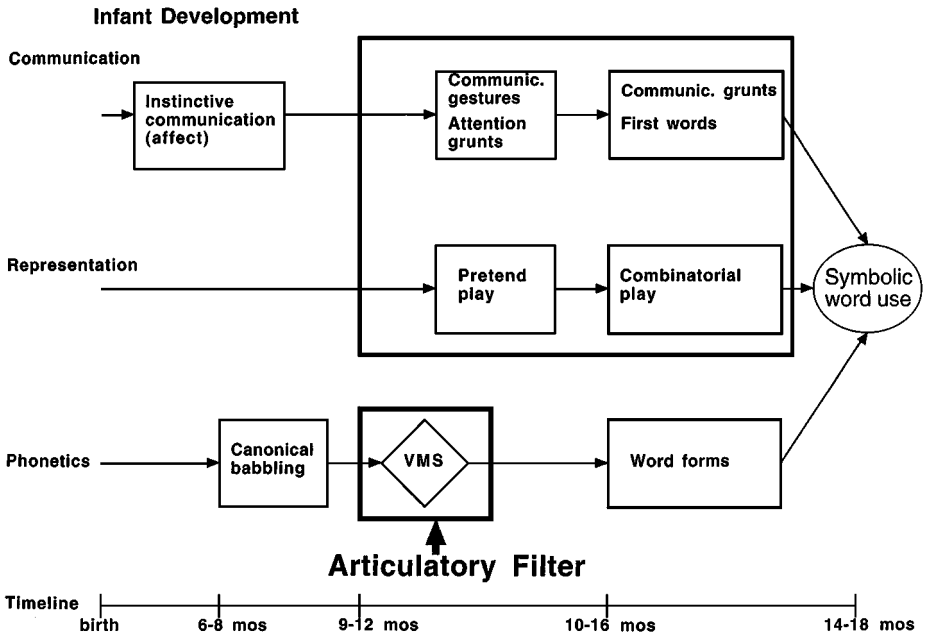 Infant Development
Communication
Instinctive
communication
(affect)
Communic.
gestures
Attention
grunts
Communic. grunts
First words
Representation
Pretend
play
Combinatorial
play
Symbolic
word use
Phonetics
Canonical
babbling
VMS
Word forms
Articulatory Filter
Timeline
birth
6-8 mos
9-12 mos
10-16 mos
14-18 mos